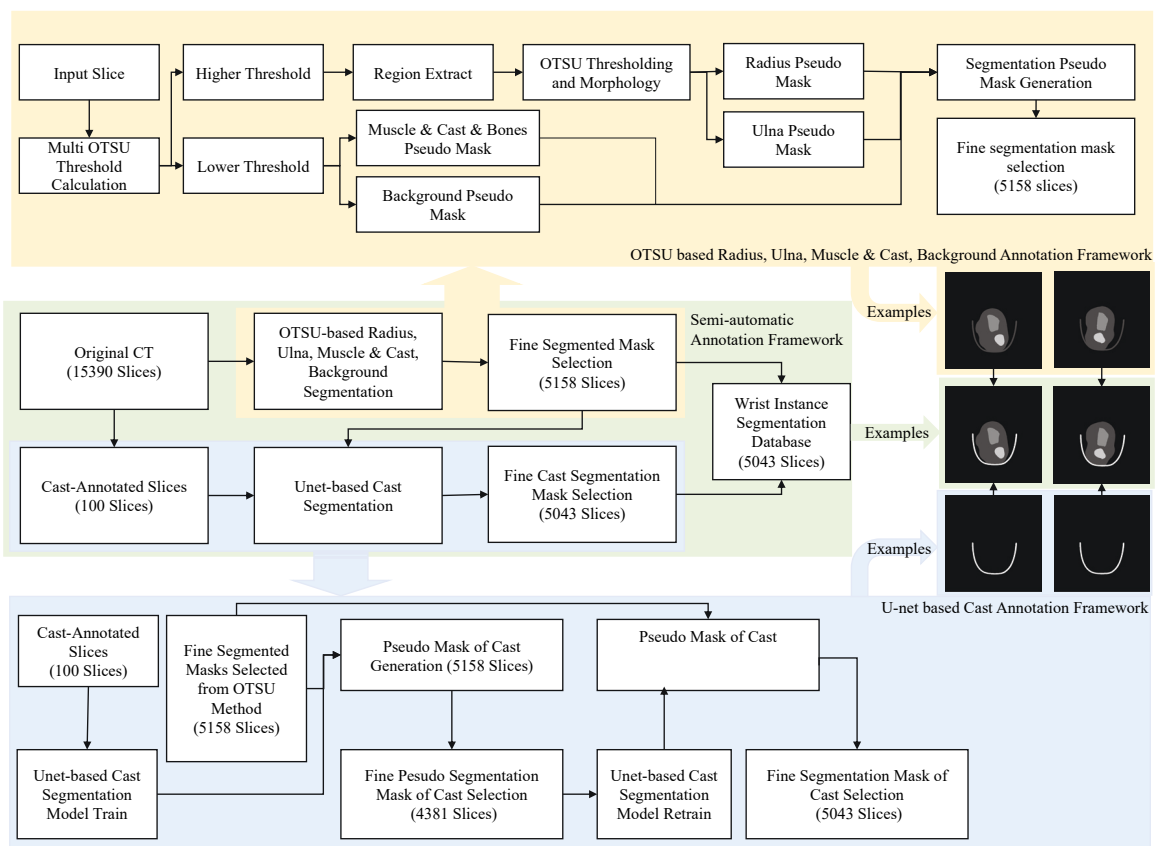 Input Slice
Higher Threshold
Region Extract
OTSU Thresholding
and Morphology
Radius Pseudo
Mask
Segmentation Pseudo
Mask Generation
Multi OTSU
Threshold
Calculation
Lower Threshold
Muscle & Cast & Bones
Pseudo Mask
Ulna Pseudo
Mask
Fine segmentation mask
selection
(5158 slices)
Background Pseudo
Mask
OTSU based Radius, Ulna, Muscle & Cast, Background Annotation Framework
Examples
Original CT
(15390 Slices)
OTSU-based Radius,
Ulna, Muscle & Cast,
Background
Segmentation
Fine Segmented Mask
Selection
(5158 Slices)
Semi-automatic
Annotation Framework
Wrist Instance
Segmentation
Database
(5043 Slices)
Examples
Cast-Annotated Slices
(100 Slices)
Unet-based Cast
Segmentation
Fine Cast Segmentation
Mask Selection
(5043 Slices)
Examples
U-net based Cast Annotation Framework
Cast-Annotated
Slices
(100 Slices)
Fine Segmented
Masks Selected
from OTSU
Method
(5158 Slices)
Pseudo Mask of Cast
Generation (5158 Slices)
Pseudo Mask of Cast
Unet-based Cast
Segmentation
Model Train
Fine Pesudo Segmentation
Mask of Cast Selection
(4381 Slices)
Unet-based Cast
Segmentation
Model Retrain
Fine Segmentation Mask of
Cast Selection
(5043 Slices)